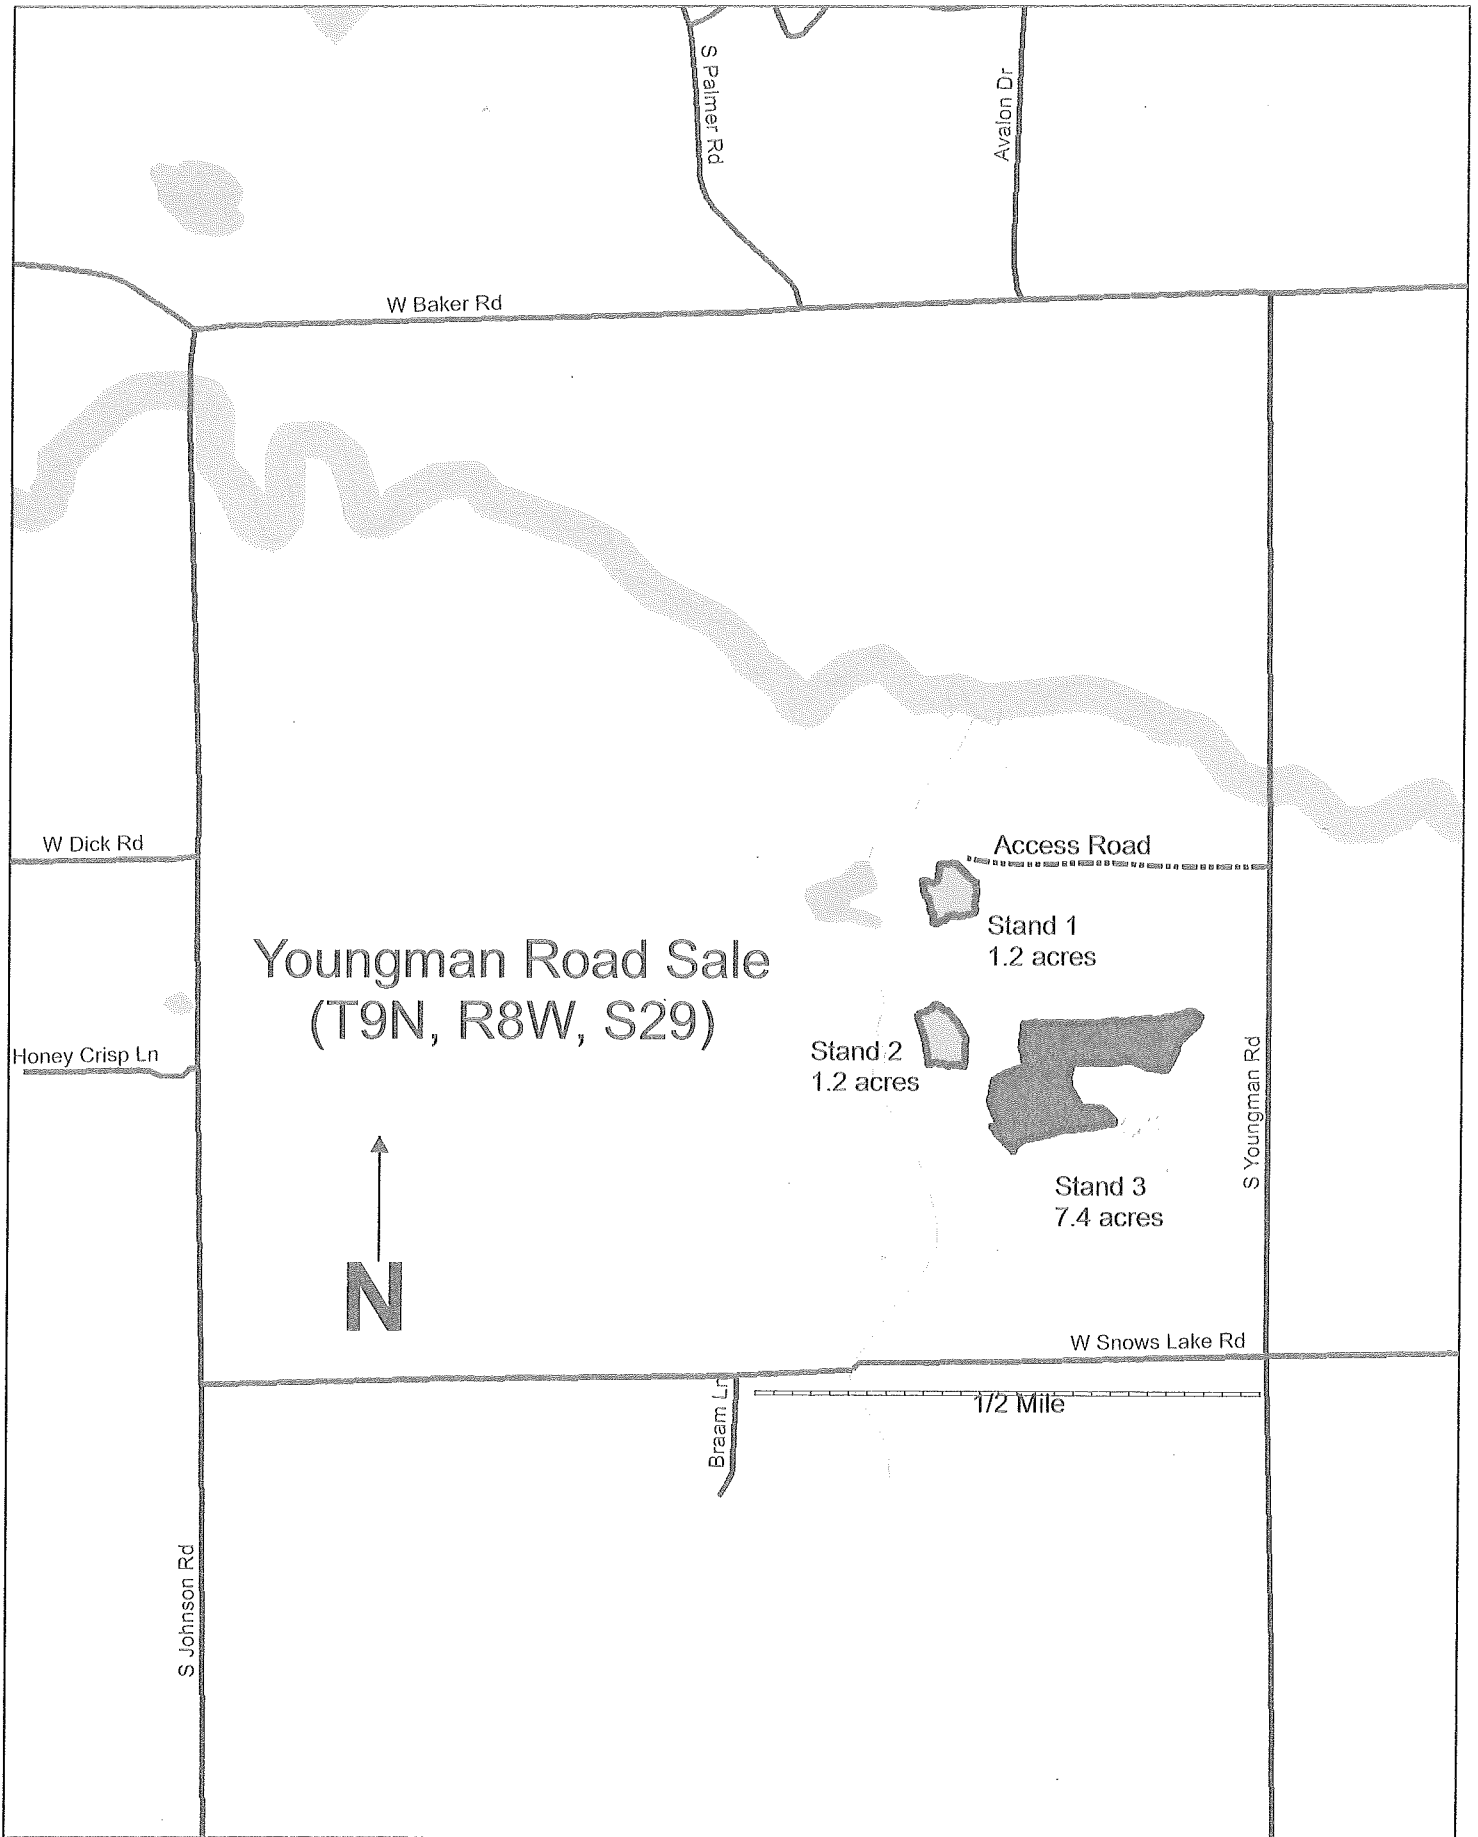 S Palmer Rd
Avalon Dr
W Baker Rd
W Dick Rd
Access Road
Stand 1
1.2 acres
Youngman Road Sale
(T9N, R8W, S29)
Honey Crisp Ln
Stand 2
1.2 acres
S Youngman Rd
Stand 3
7.4 acres
N
W Snows Lake Rd
1/2 Mile
Braam Ln
S Johnson Rd